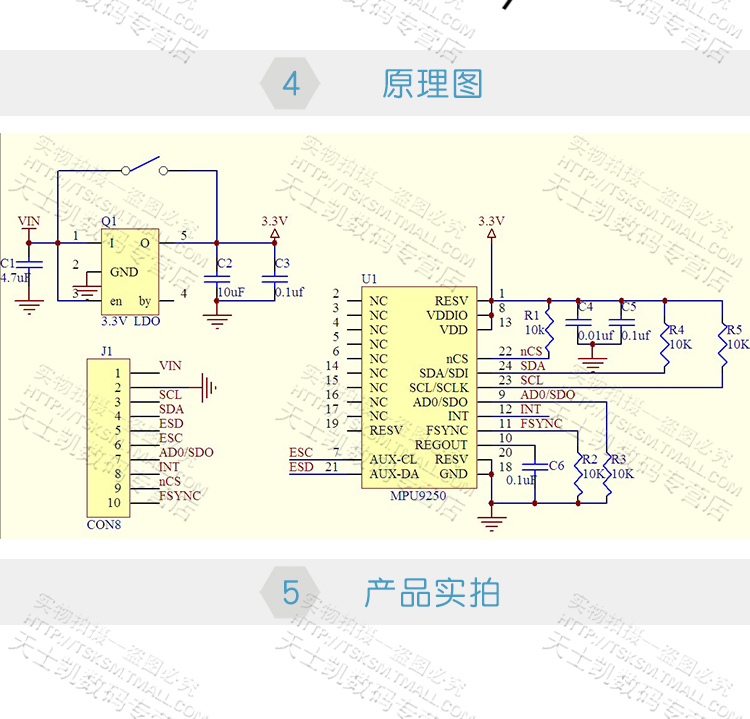 4 原理图
VIN
Q1
3.3V
1 I O 5
2 GND
3 en by 4
3.3V LDO
C1
4.7uF
C2
10uF
C3
0.1uf
J1
1 VIN
2
3 SCL
4 SDA
5 ESD
6 ESC
7 AD0/SDO
8 INT
9 nCS
10 FSYNC
CON8
3.3V
U1
2 NC RESV 1
3 NC VDDIO 8
4 NC VDD 13
5 NC
6 NC nCS 22 nCS
14 NC SDA/SDI 24 SDA
15 NC SCL/SCLK 23 SCL
16 NC AD0/SDO 9 AD0/SDO
17 NC INT 12 INT
19 RESV FSYNC 11 FSYNC
REGOUT 10
ESC 7 AUX-CL RESV 20
ESD 21 AUX-DA GND 18
MPU9250
R1
10k
C4
0.01uf
C5
0.1uf
R4
10K
R5
10K
C6
0.1uF
R2
10K
R3
10K
5 产品实拍
实物拍摄—盗图必究
HTTP//TSKSMT.TMALL.COM
天士凯数码专营店